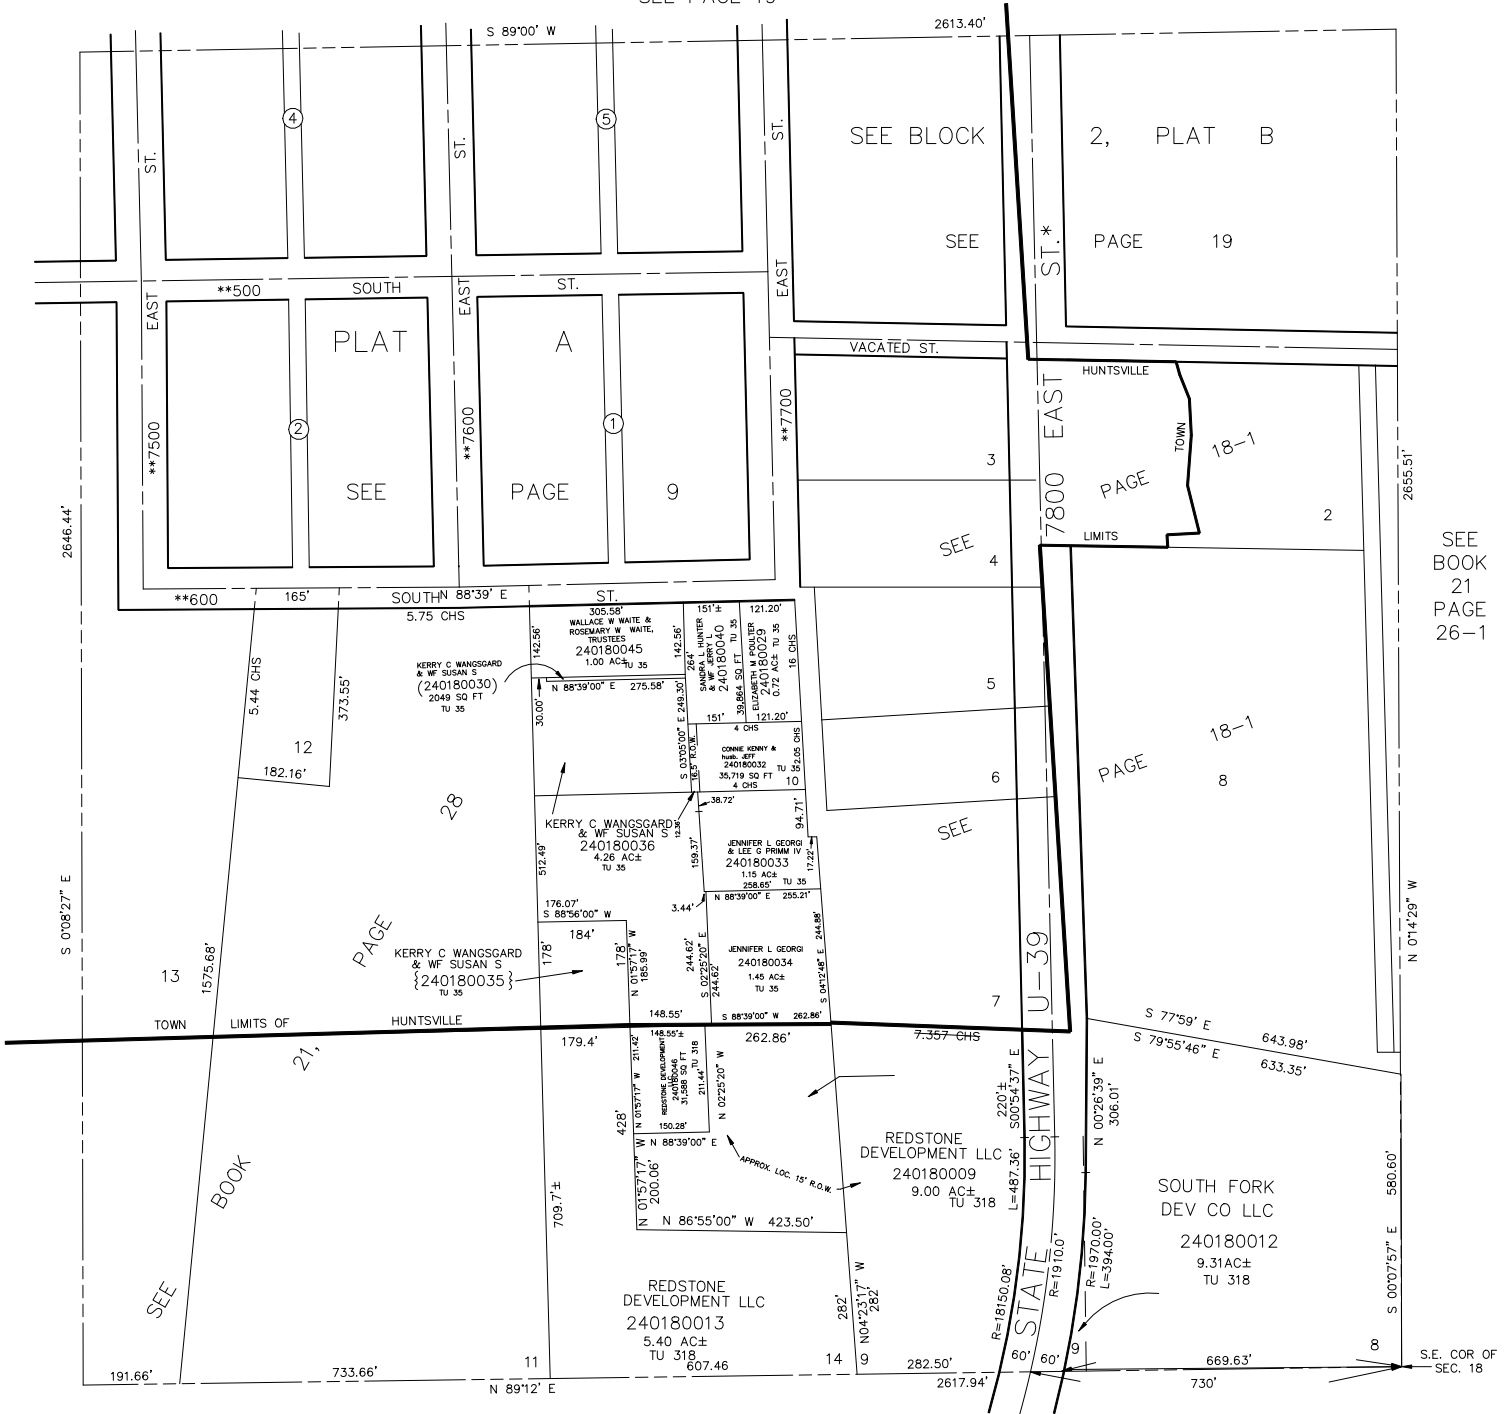 S 89°00' W
2613.40'
4
5
ST.
ST.
ST.
SEE BLOCK 2, PLAT B
SEE PAGE 19
ST.*
EAST
EAST
EAST
**500 SOUTH ST.
PLAT A
VACATED ST.
HUNTSVILLE
TOWN
LIMITS
**7500
**7600
**7700
7800 EAST
2
1
SEE PAGE 9
3
4
5
6
7
SEE
PAGE
18-1
2
2646.44'
2655.51'
SEE
BOOK
21
PAGE
26-1
**600 SOUTH ST.
165'
N 88°39' E
5.75 CHS
5.44 CHS
373.55'
12
182.16'
305.58'
WALLACE W WAITE &
ROSEMARY W WAITE,
TRUSTEES
240180045
1.00 AC±
TU 35
142.56'
142.56'
KERRY C WANGSGARD
& WF SUSAN S
(240180030)
2049 SQ FT
TU 35
N 88°39'00" E 275.58'
30.00'
151'±
264'
SANDRA L HUNTER
& WF JERRY L
240180040
39,864 SQ FT TU 35
151'
121.20'
ELIZABETH M POULTER
240180029
0.72 AC± TU 35
121.20'
16 CHS
S 03°05'00" E 249.30'
16.5' R.O.W.
4 CHS
CONNIE KENNY &
husb. JEFF
240180032
TU 35
35,719 SQ FT
4 CHS
2.05 CHS
10
38.72'
94.71'
17.22'
KERRY C WANGSGARD
& WF SUSAN S
240180036
4.26 AC±
TU 35
512.49'
159.37'
JENNIFER L GEORGI
& LEE G PRIMM IV
240180033
1.15 AC±
258.65'
TU 35
N 88°39'00" E 255.21'
3.44'
176.07'
S 88°56'00" W
184'
178'
178'
N 01°57'17" W
185.99'
244.62'
S 02°25'20" E
244.62'
JENNIFER L GEORGI
240180034
1.45 AC±
TU 35
244.88'
S 04°12'48" E
KERRY C WANGSGARD
& WF SUSAN S
{240180035}
TU 35
148.55'
S 88°39'00" W 262.86'
28
PAGE
21,
BOOK
SEE
13
1575.68'
S 0°08'27" E
TOWN LIMITS OF HUNTSVILLE
SEE
PAGE
18-1
8
N 0°14'29" W
U-39
HIGHWAY
STATE
179.4'
148.55'±
262.86'
7.357 CHS
N 01°57'17" W 211.42'
REDSTONE DEVELOPMENT
LLC
240180046
31,588 SQ FT
TU 318
211.44'
150.28'
N 02°25'20" W
N 88°39'00" E
428'
N 01°57'17" W
200.06'
APPROX. LOC. 15' R.O.W.
N 86°55'00" W 423.50'
709.7'±
REDSTONE
DEVELOPMENT LLC
240180009
9.00 AC±
TU 318
220'±
S00°54'37" E
L=487.36'
R=18150.08'
R=1910.0'
R=1970.00'
L=394.00'
N 00°26'39" E
306.01'
S 77°59' E 643.98'
S 79°55'46" E 633.35'
580.60'
S 00°07'57" E
SOUTH FORK
DEV CO LLC
240180012
9.31AC±
TU 318
REDSTONE
DEVELOPMENT LLC
240180013
5.40 AC±
TU 318
607.46
282'
N04°23'17" W
282'
191.66'
733.66'
11
N 89°12' E
14
9
282.50'
2617.94'
60'
60'
9
669.63'
730'
8
S.E. COR OF
SEC. 18